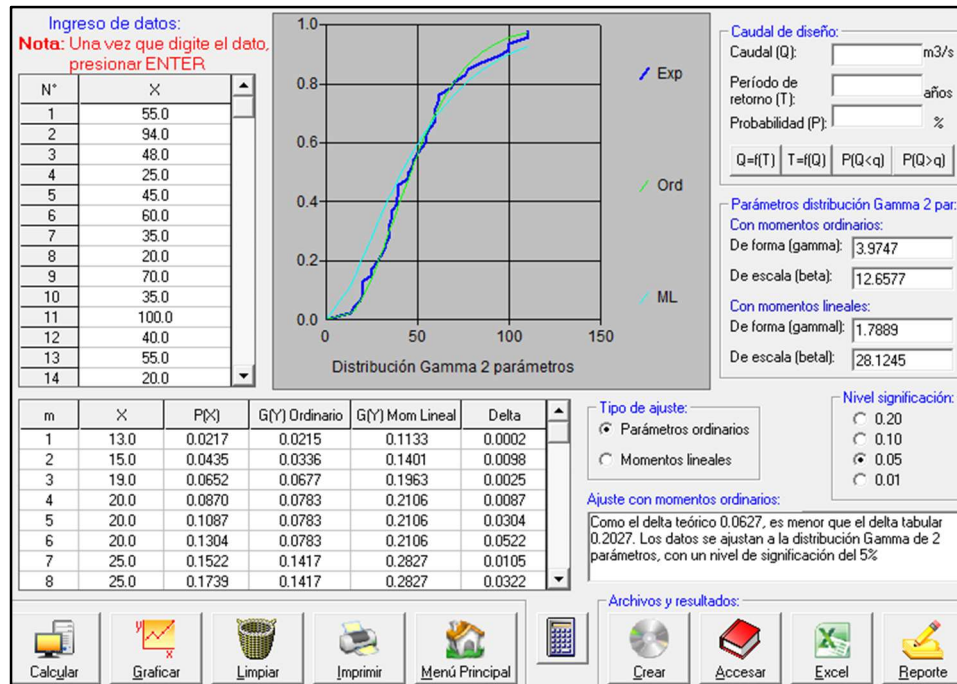 Ingreso de datos:
Nota: Una vez que digite el dato,
presionar ENTER
N° X
1 55.0
2 94.0
3 48.0
4 25.0
5 45.0
6 60.0
7 35.0
8 20.0
9 70.0
10 35.0
11 100.0
12 40.0
13 55.0
14 20.0
1.0
0.8
0.6
0.4
0.2
0.0
0 50 100 150
Distribución Gamma 2 parámetros
Exp
Ord
ML
Caudal de diseño:
Caudal (Q): m3/s
Período de
retorno (T): años
Probabilidad (P): %
Q=f(T) T=f(Q) P(Q<q) P(Q>q)
Parámetros distribución Gamma 2 par:
Con momentos ordinarios:
De forma (gamma): 3.9747
De escala (beta): 12.6577
Con momentos lineales:
De forma (gammal): 1.7889
De escala (betal): 28.1245
m X P(X) G(Y) Ordinario G(Y) Mom Lineal Delta
1 13.0 0.0217 0.0215 0.1133 0.0002
2 15.0 0.0435 0.0336 0.1401 0.0098
3 19.0 0.0652 0.0677 0.1963 0.0025
4 20.0 0.0870 0.0783 0.2106 0.0087
5 20.0 0.1087 0.0783 0.2106 0.0304
6 20.0 0.1304 0.0783 0.2106 0.0522
7 25.0 0.1522 0.1417 0.2827 0.0105
8 25.0 0.1739 0.1417 0.2827 0.0322
Tipo de ajuste:
Parámetros ordinarios
Momentos lineales
Nivel significación:
0.20
0.10
0.05
0.01
Ajuste con momentos ordinarios:
Como el delta teórico 0.0627, es menor que el delta tabular
0.2027. Los datos se ajustan a la distribución Gamma de 2
parámetros, con un nivel de significación del 5%
Calcular Graficar Limpiar Imprimir Menú Principal
Archivos y resultados:
Crear Accesar Excel Reporte